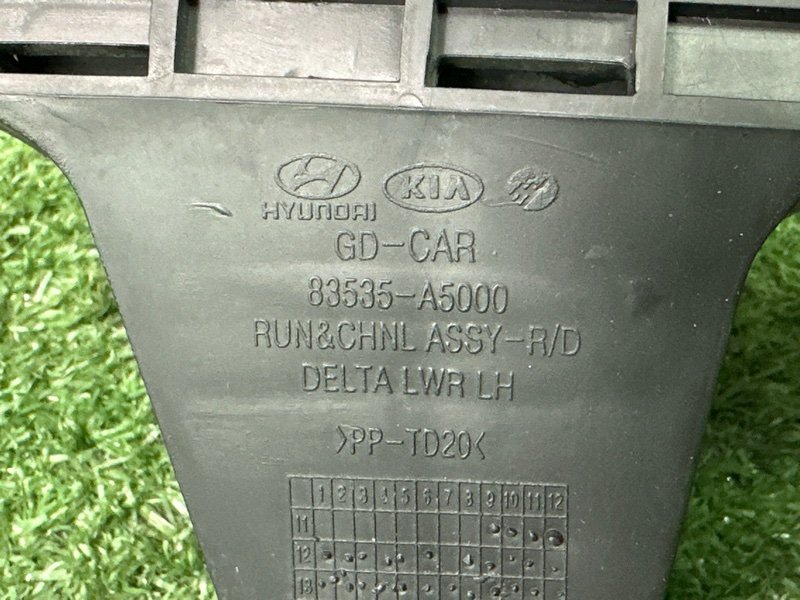 HYUNDAI KIA
GD-CAR
83535-A5000
RUN&CHNL ASSY-R/D
DELTA LWR LH
>PP-TD20<
1 2 3 4 5 6 7 8 9 10 11 12
11
12
13